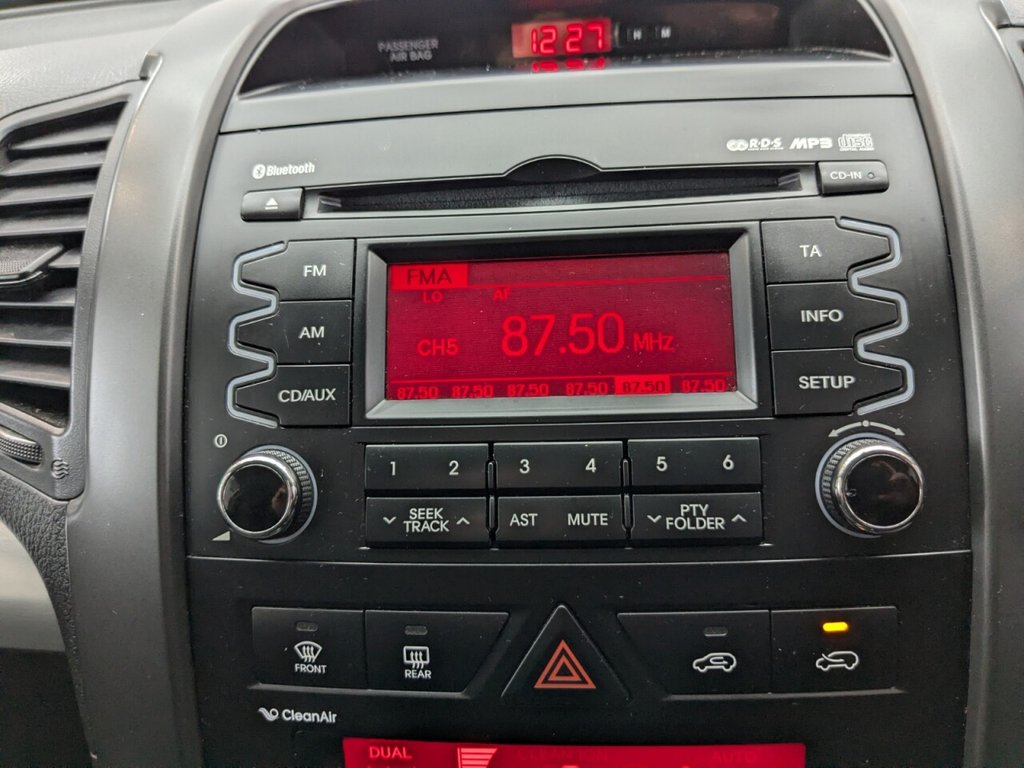 PASSENGER
AIR BAG
12:27
H M
R·D·S MP3 disc
Bluetooth
CD-IN
FM
AM
CD/AUX
FMA
LO AF
CH5 87.50 MHz
87.50 87.50 87.50 87.50 87.50 87.50
TA
INFO
SETUP
1 2 3 4 5 6
SEEK
TRACK
AST MUTE
PTY
FOLDER
FRONT
REAR
CleanAir
DUAL
AUTO